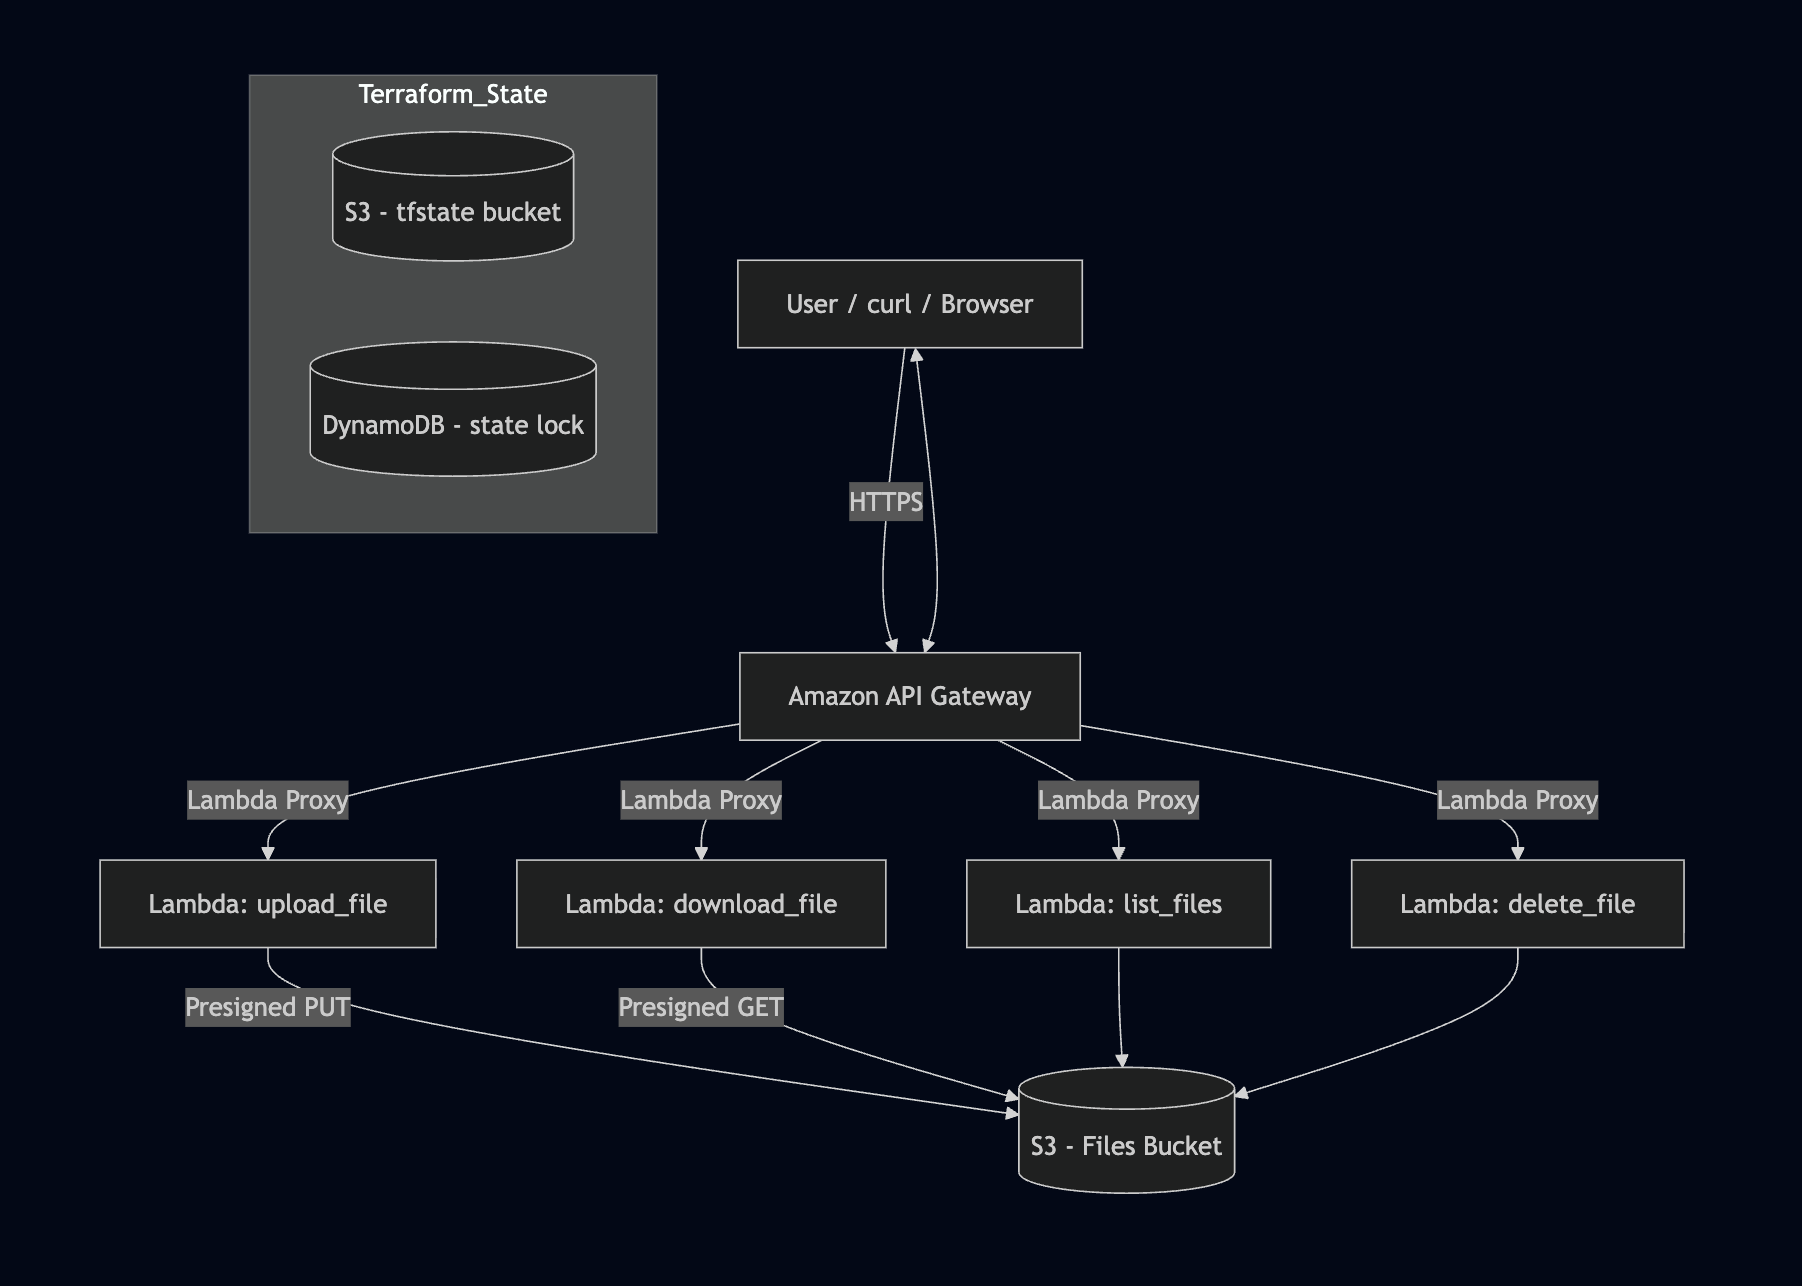 Terraform_State
S3 - tfstate bucket
DynamoDB - state lock
User / curl / Browser
HTTPS
Amazon API Gateway
Lambda Proxy
Lambda Proxy
Lambda Proxy
Lambda Proxy
Lambda: upload_file
Lambda: download_file
Lambda: list_files
Lambda: delete_file
Presigned PUT
Presigned GET
S3 - Files Bucket